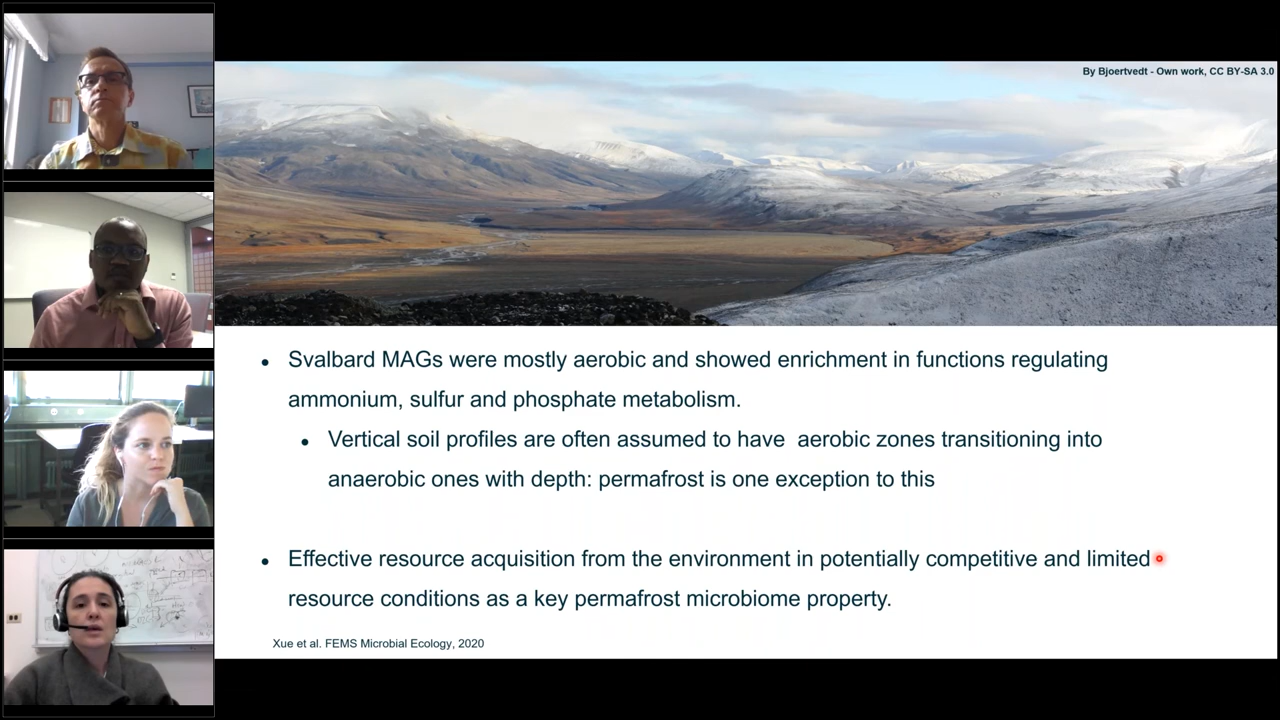 By Bjoertvedt - Own work, CC BY-SA 3.0
• Svalbard MAGs were mostly aerobic and showed enrichment in functions regulating
ammonium, sulfur and phosphate metabolism.
• Vertical soil profiles are often assumed to have aerobic zones transitioning into
anaerobic ones with depth: permafrost is one exception to this
• Effective resource acquisition from the environment in potentially competitive and limited
resource conditions as a key permafrost microbiome property.
Xue et al. FEMS Microbial Ecology, 2020